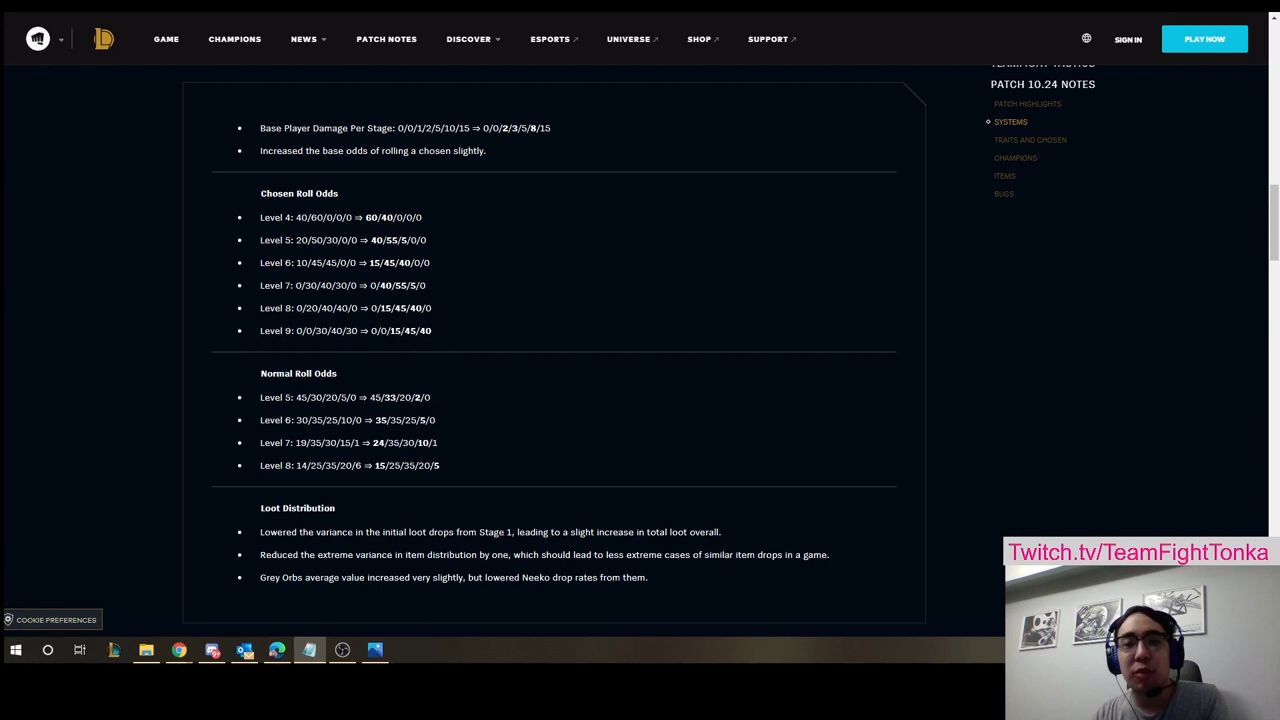 GAME CHAMPIONS NEWS PATCH NOTES DISCOVER ESPORTS UNIVERSE SHOP SUPPORT SIGN IN PLAY NOW
TEAMFIGHT TACTICS
PATCH 10.24 NOTES
PATCH HIGHLIGHTS
SYSTEMS
TRAITS AND CHOSEN
CHAMPIONS
ITEMS
BUGS
• Base Player Damage Per Stage: 0/0/1/2/5/10/15 ⇒ 0/0/2/3/5/8/15
• Increased the base odds of rolling a chosen slightly.
Chosen Roll Odds
• Level 4: 40/60/0/0/0 ⇒ 60/40/0/0/0
• Level 5: 20/50/30/0/0 ⇒ 40/55/5/0/0
• Level 6: 10/45/45/0/0 ⇒ 15/45/40/0/0
• Level 7: 0/30/40/30/0 ⇒ 0/40/55/5/0
• Level 8: 0/20/40/40/0 ⇒ 0/15/45/40/0
• Level 9: 0/0/30/40/30 ⇒ 0/0/15/45/40
Normal Roll Odds
• Level 5: 45/30/20/5/0 ⇒ 45/33/20/2/0
• Level 6: 30/35/25/10/0 ⇒ 35/35/25/5/0
• Level 7: 19/35/30/15/1 ⇒ 24/35/30/10/1
• Level 8: 14/25/35/20/6 ⇒ 15/25/35/20/5
Loot Distribution
• Lowered the variance in the initial loot drops from Stage 1, leading to a slight increase in total loot overall.
• Reduced the extreme variance in item distribution by one, which should lead to less extreme cases of similar item drops in a game.
• Grey Orbs average value increased very slightly, but lowered Neeko drop rates from them.
COOKIE PREFERENCES
Twitch.tv/TeamFightTonka